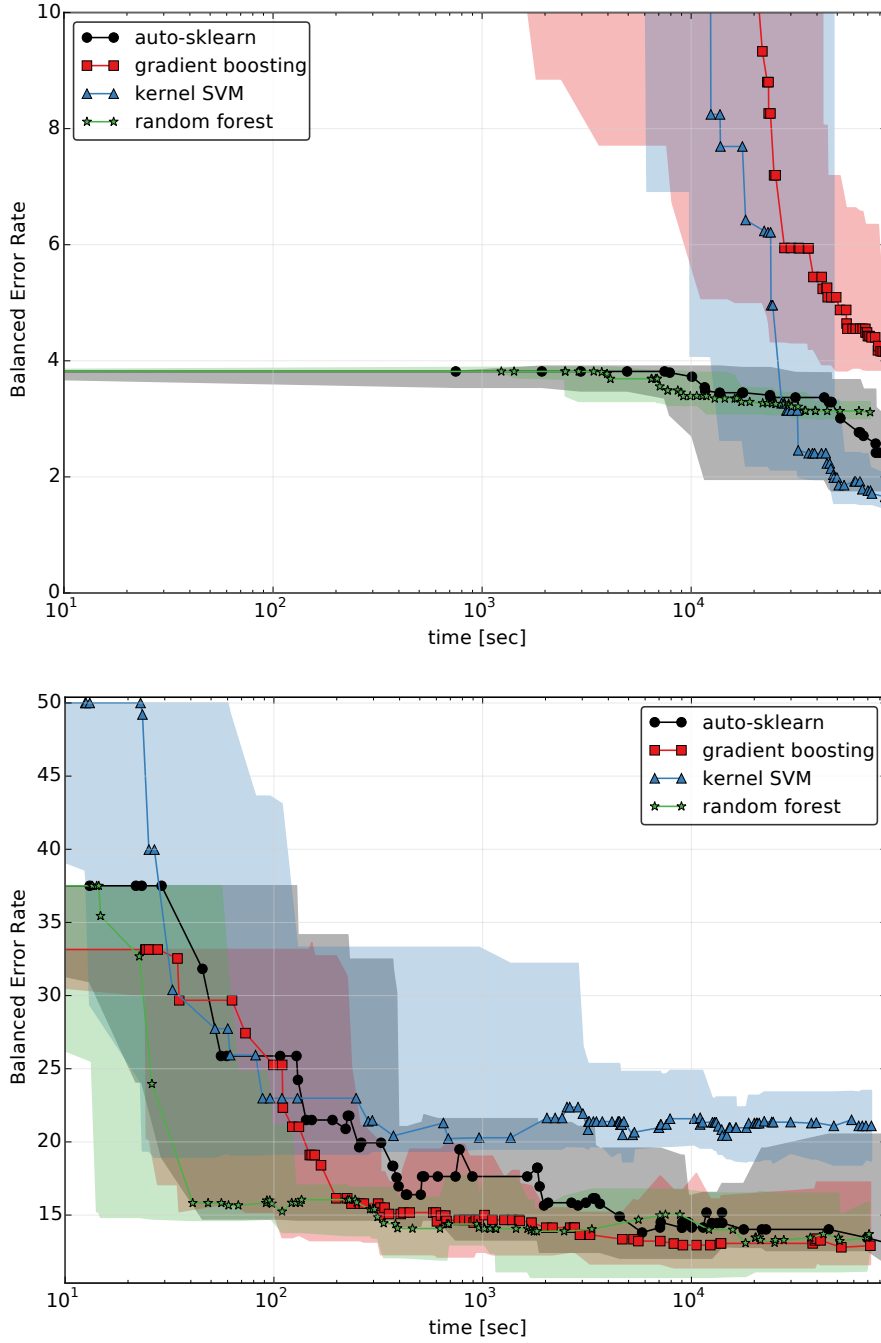 10
8
6
4
2
0
Balanced Error Rate
auto-sklearn
gradient boosting
kernel SVM
random forest
10^1
10^2
10^3
10^4
time [sec]
50
45
40
35
30
25
20
15
Balanced Error Rate
auto-sklearn
gradient boosting
kernel SVM
random forest
10^1
10^2
10^3
10^4
time [sec]